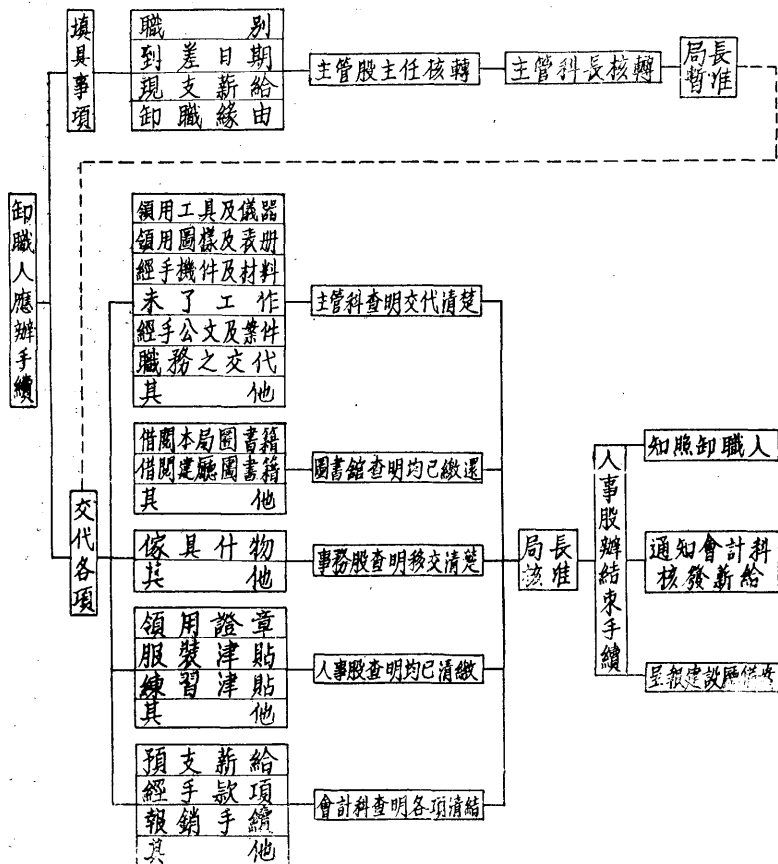 卸職人應辦手續
填具事項
職別
到差日期
現支薪給
卸職緣由
主管股主任核轉
主管科長核轉
局長
暫准
交代各項
領用工具及儀器
領用圖樣及表册
經手機件及材料
未了工作
經手公文及案件
職務之交代
其他
主管科查明交代清楚
借閱本局圖書籍
借閱建廳圖書籍
其他
圖書館查明均已繳還
傢具什物
其他
事務股查明移交清楚
領用證章
服裝津貼
練習津貼
其他
人事股查明均已清繳
預支薪給
經手款項
報銷手續
其他
會計科查明各項清結
局長
核准
人事股辦結束手續
知照卸職人
通知會計科
核發薪給
呈報建設廳備